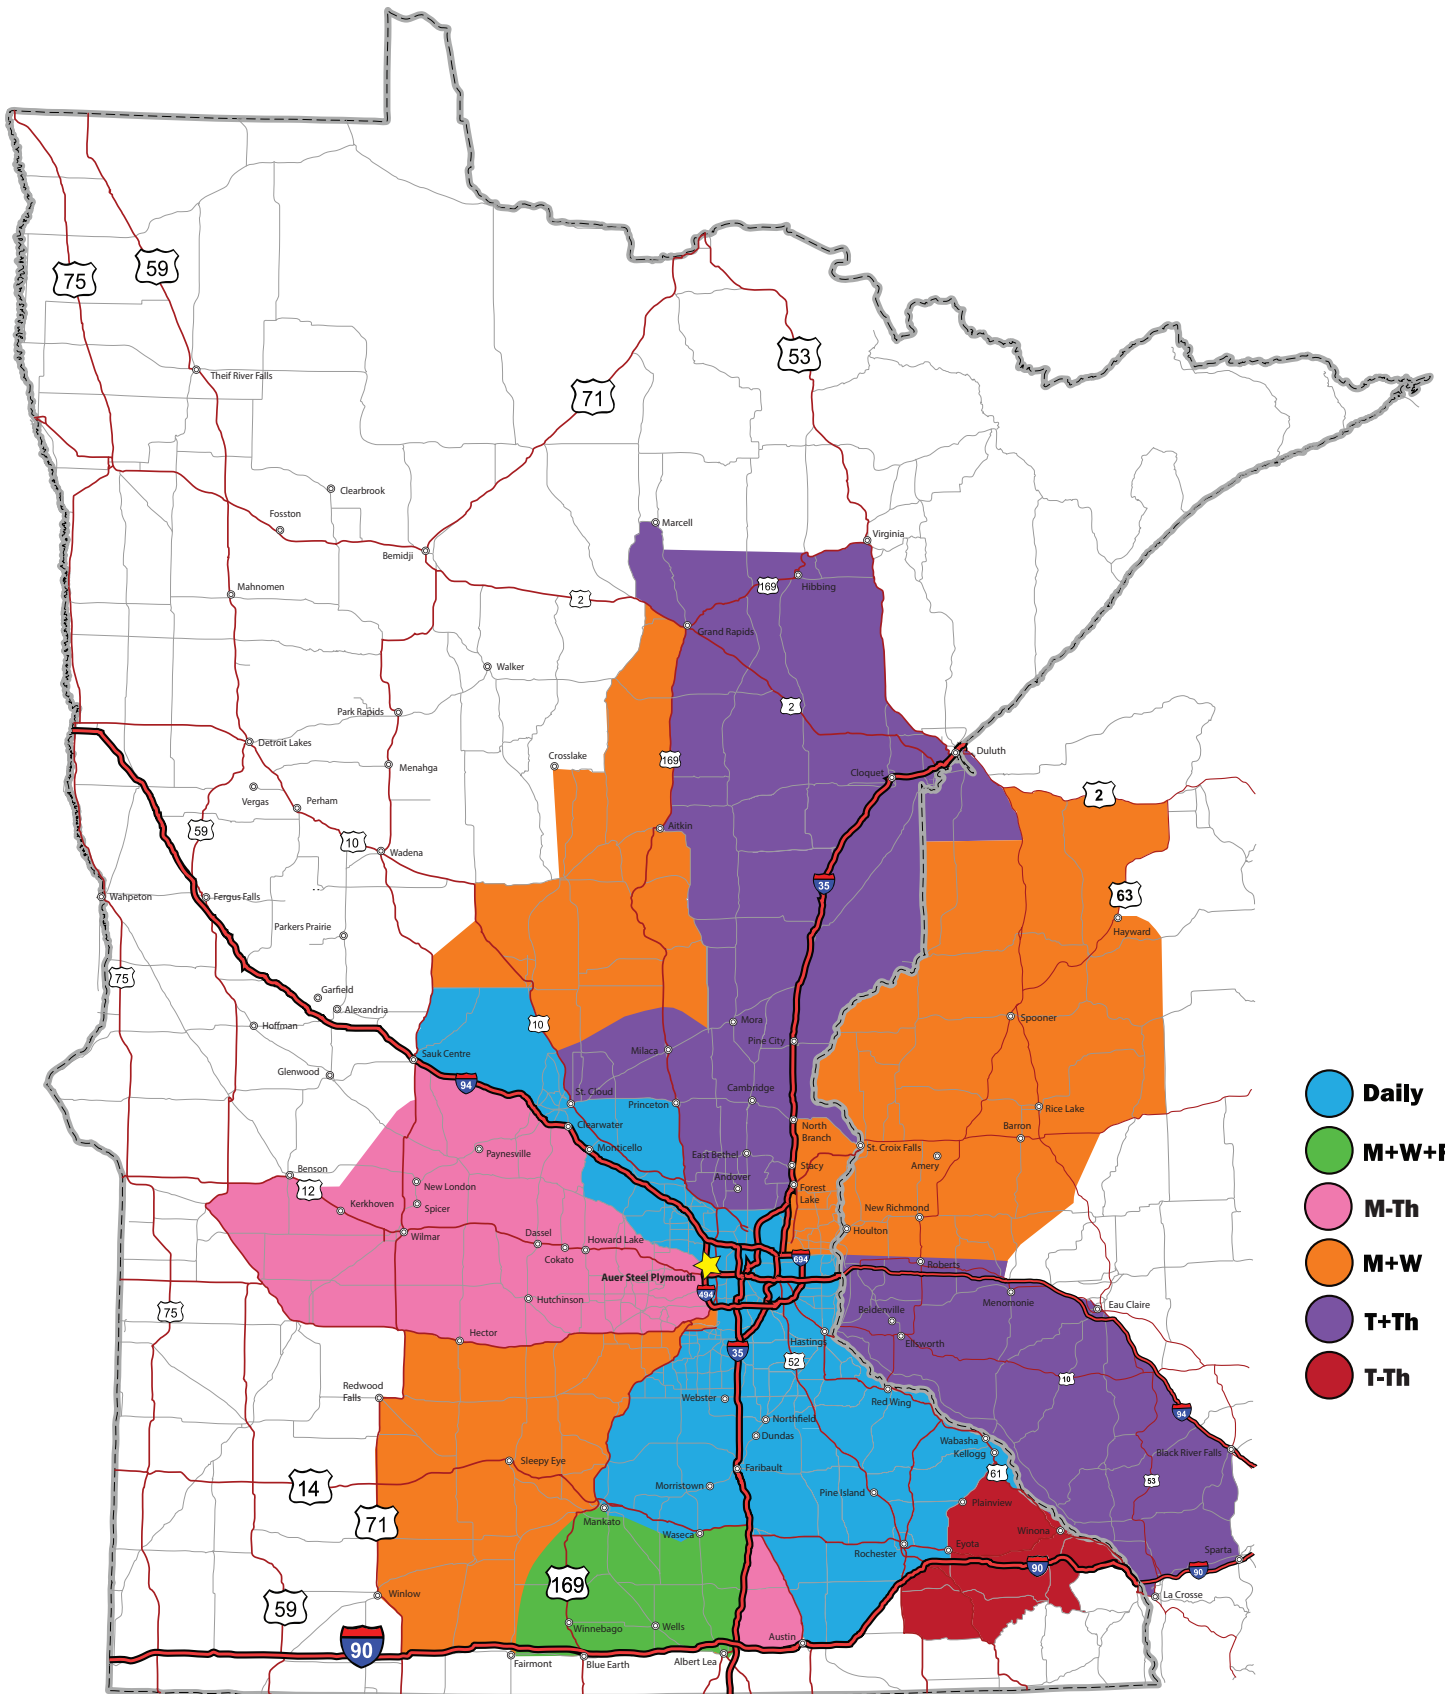 75
59
53
71
Theif River Falls
Clearbrook
Fosston
Marcell
Virginia
Bemidji
169
Hibbing
Mahnomen
2
Grand Rapids
Walker
2
Park Rapids
Detroit Lakes
Duluth
Crosslake
169
Menahga
Cloquet
2
Vergas
Perham
59
Aitkin
10
Wadena
35
63
Wahpeton
Fergus Falls
Parkers Prairie
Hayward
75
Garfield
Alexandria
Hoffman
10
Mora
Spooner
Pine City
Milaca
Sauk Centre
Glenwood
94
Cambridge
Daily
St. Cloud
Princeton
Rice Lake
Clearwater
North
Branch
Barron
Monticello
St. Croix Falls
M+W+F
Paynesville
East Bethel
Stacy
Amery
Benson
Andover
12
New London
Forest
Lake
Kerkhoven
Spicer
New Richmond
M-Th
Wilmar
Dassel
Howard Lake
Houlton
Cokato
694
Roberts
M+W
Auer Steel Plymouth
494
Hutchinson
Menomonie
Eau Claire
75
Beldenville
Hector
Hastings
Ellsworth
T+Th
35
52
Redwood
Falls
10
T-Th
Webster
Red Wing
94
Northfield
Dundas
Wabasha
Kellogg
Black River Falls
Sleepy Eye
Faribault
61
53
14
Morristown
Pine Island
Plainview
71
Mankato
Waseca
Winona
Eyota
Rochester
Sparta
90
90
169
Winlow
La Crosse
59
Winnebago
Wells
Austin
90
Fairmont
Blue Earth
Albert Lea